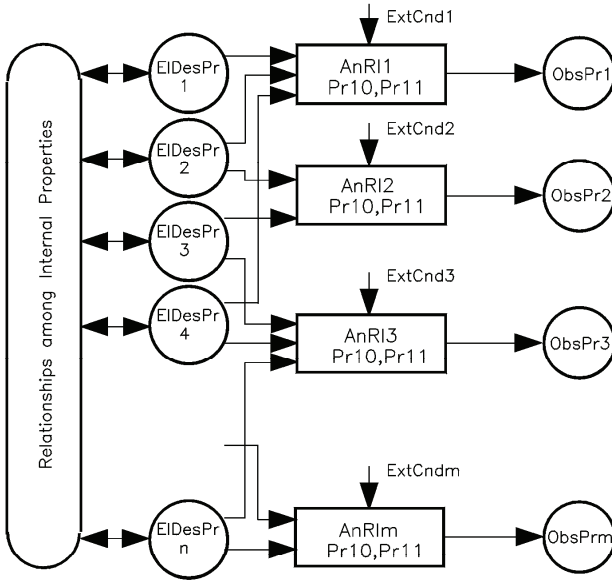 Relationships among Internal Properties
ElDesPr
1
ElDesPr
2
ElDesPr
3
ElDesPr
4
ElDesPr
n
ExtCnd1
AnRl1
Pr10,Pr11
ObsPr1
ExtCnd2
AnRl2
Pr10,Pr11
ObsPr2
ExtCnd3
AnRl3
Pr10,Pr11
ObsPr3
ExtCndm
AnRlm
Pr10,Pr11
ObsPrm